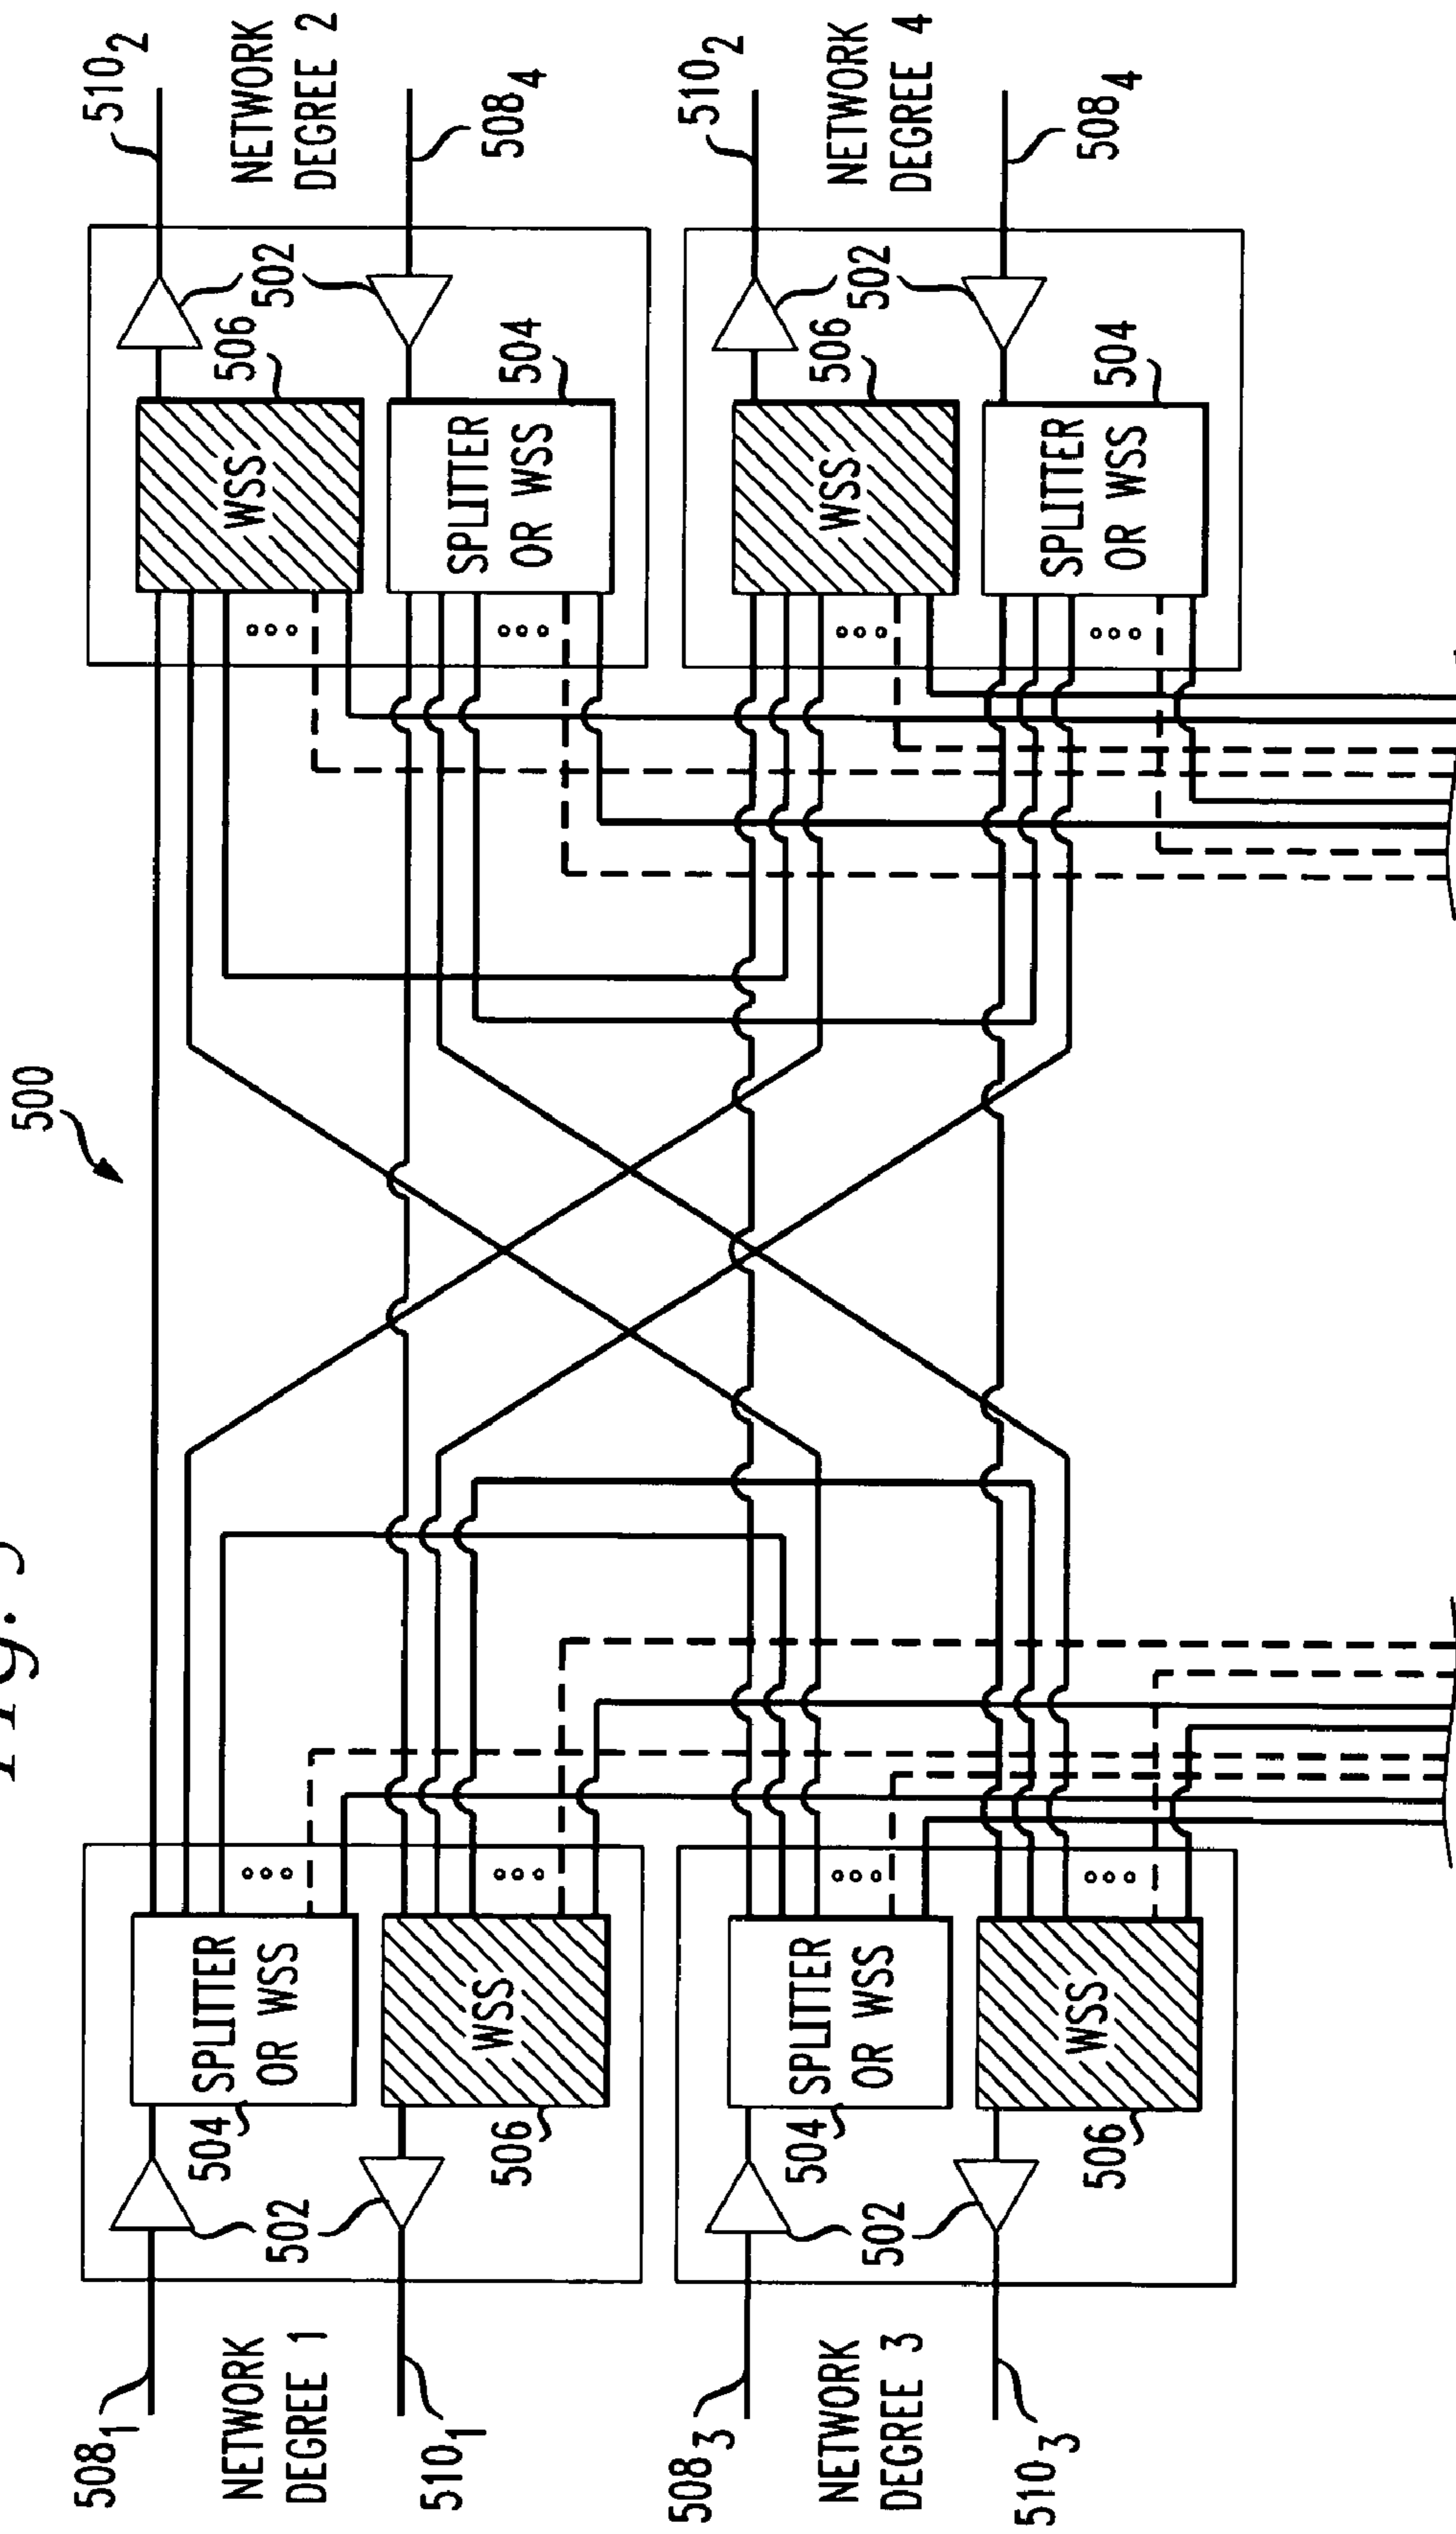 Fig. 5
500
508₁
NETWORK
DEGREE 1
510₁
502
504
SPLITTER
OR WSS
506
WSS
510₂
NETWORK
DEGREE 2
508₄
502
506
WSS
504
SPLITTER
OR WSS
508₃
NETWORK
DEGREE 3
510₃
502
504
SPLITTER
OR WSS
506
WSS
510₂
NETWORK
DEGREE 4
508₄
502
506
WSS
504
SPLITTER
OR WSS